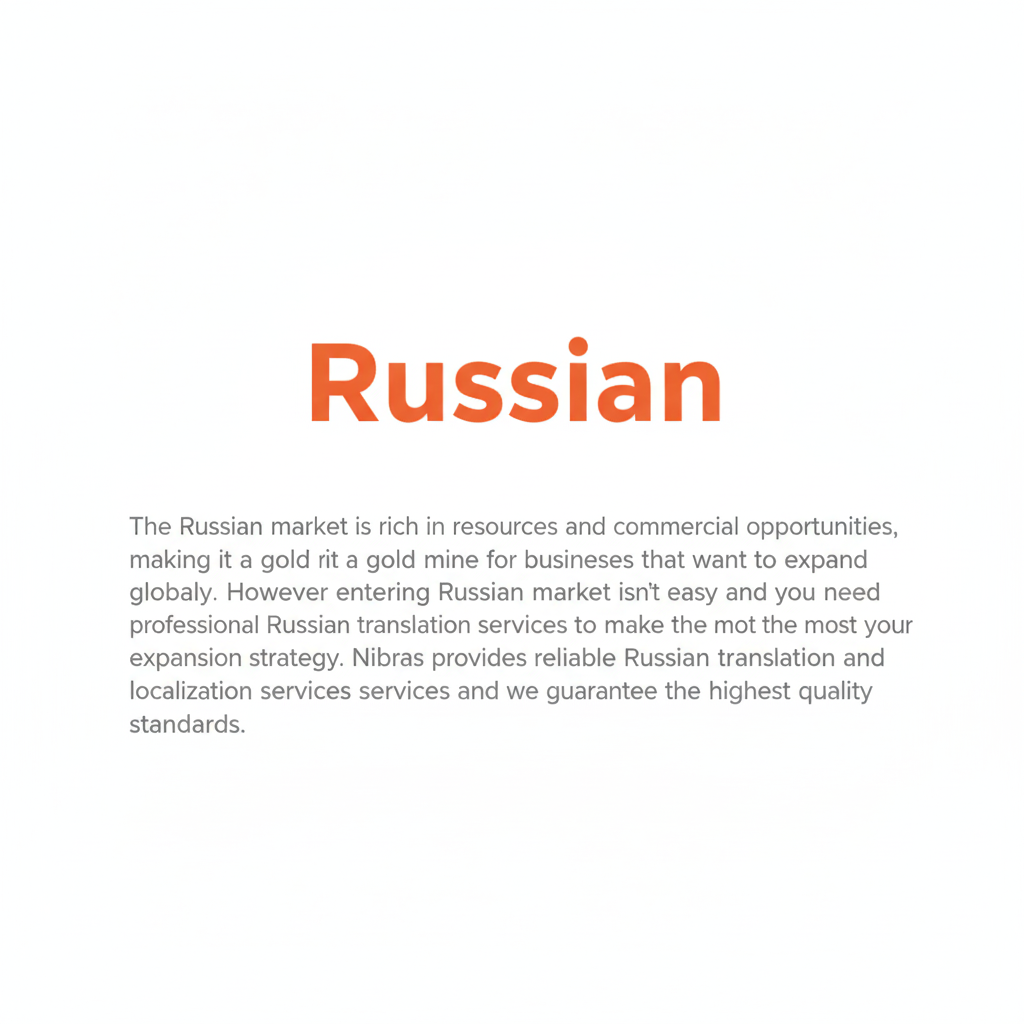 Russian
The Russian market is rich in resources and commercial opportunities,
making it a gold rit a gold mine for busineses that want to expand
globaly. However entering Russian market isn't easy and you need
professional Russian translation services to make the mot the most your
expansion strategy. Nibras provides reliable Russian translation and
localization services services and we guarantee the highest quality
standards.